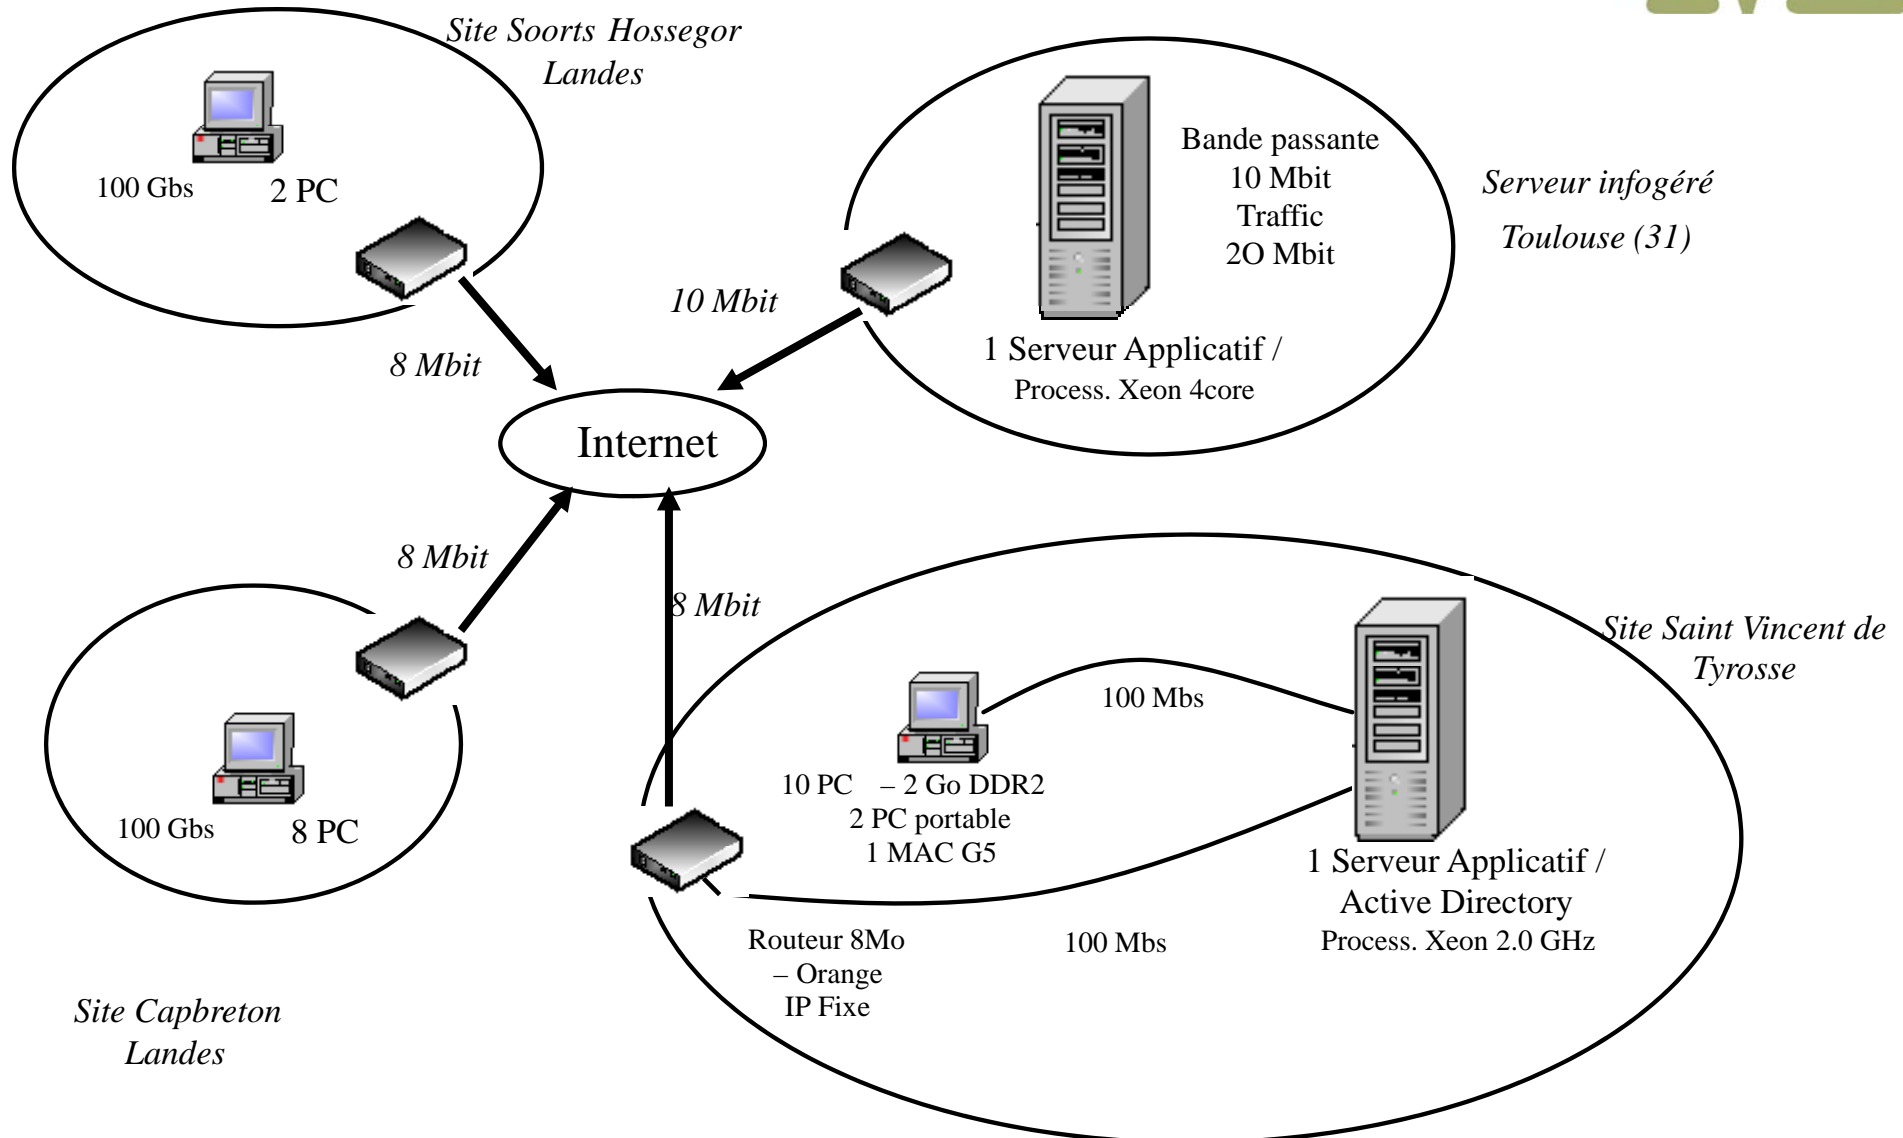 Site Soorts Hossegor
Landes
100 Gbs
2 PC
8 Mbit
10 Mbit
Bande passante
10 Mbit
Traffic
2O Mbit
1 Serveur Applicatif /
Process. Xeon 4core
Serveur infogéré
Toulouse (31)
Internet
8 Mbit
8 Mbit
100 Gbs
8 PC
Site Capbreton
Landes
Site Saint Vincent de
Tyrosse
100 Mbs
10 PC – 2 Go DDR2
2 PC portable
1 MAC G5
1 Serveur Applicatif /
Active Directory
Process. Xeon 2.0 GHz
Routeur 8Mo
– Orange
IP Fixe
100 Mbs